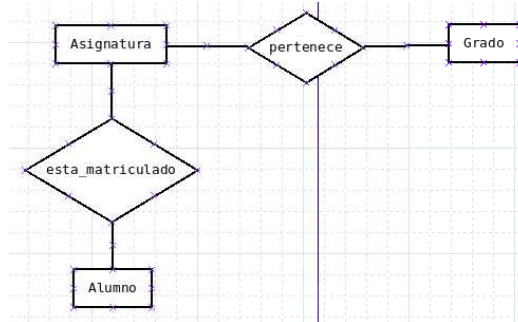 Asignatura
pertenece
Grado
esta_matriculado
Alumno